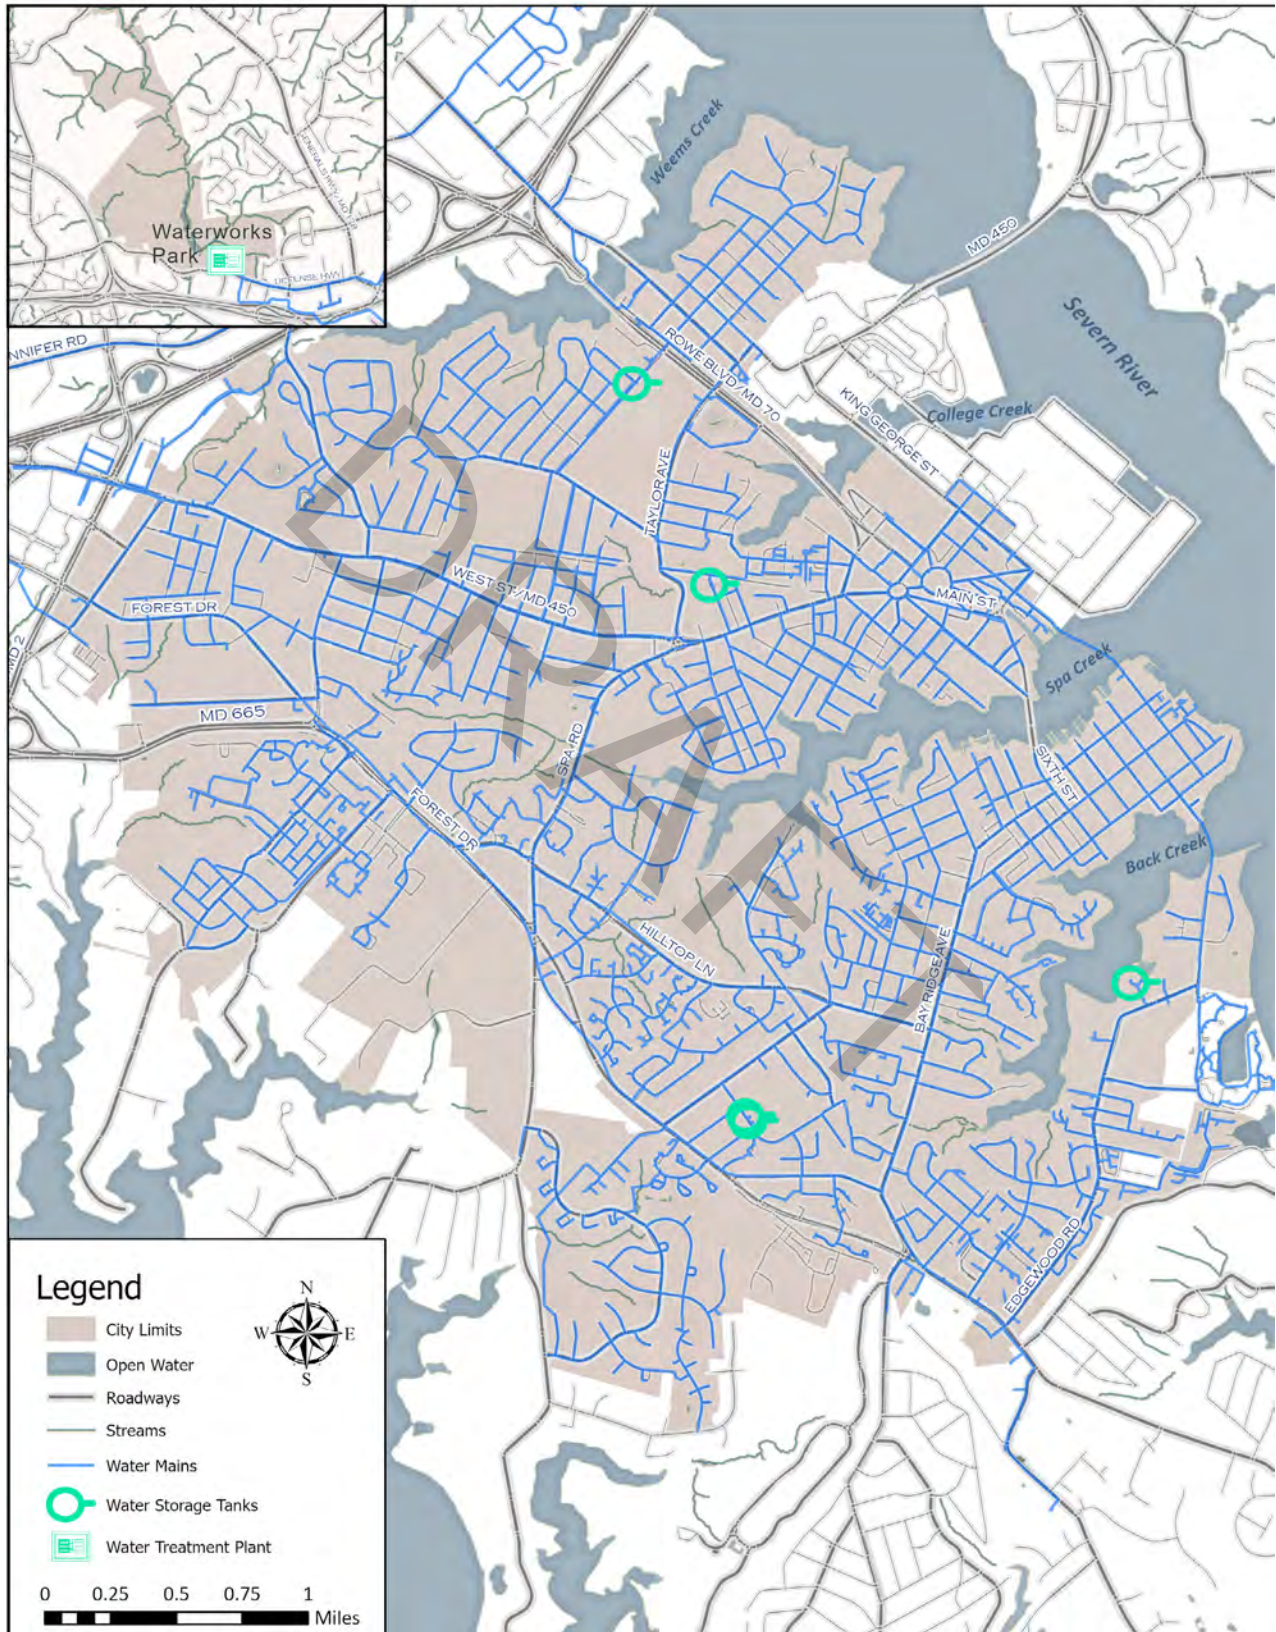 Waterworks
Park
GENERALS HWY/MD 178
DEFENSE HWY
Weems Creek
MD 450
Severn River
NNIFER RD
ROWE BLVD / MD 70
KING GEORGE ST
College Creek
TAYLOR AVE
WEST ST / MD 450
MAIN ST
FOREST DR
MD 2
Spa Creek
MD 665
SPA RD
SIXTH ST
FOREST DR
Back Creek
HILLTOP LN
BAY RIDGE AVE
EDGEWOOD RD
DRAFT
Legend
N
W
E
S
City Limits
Open Water
Roadways
Streams
Water Mains
Water Storage Tanks
Water Treatment Plant
0 0.25 0.5 0.75 1
Miles